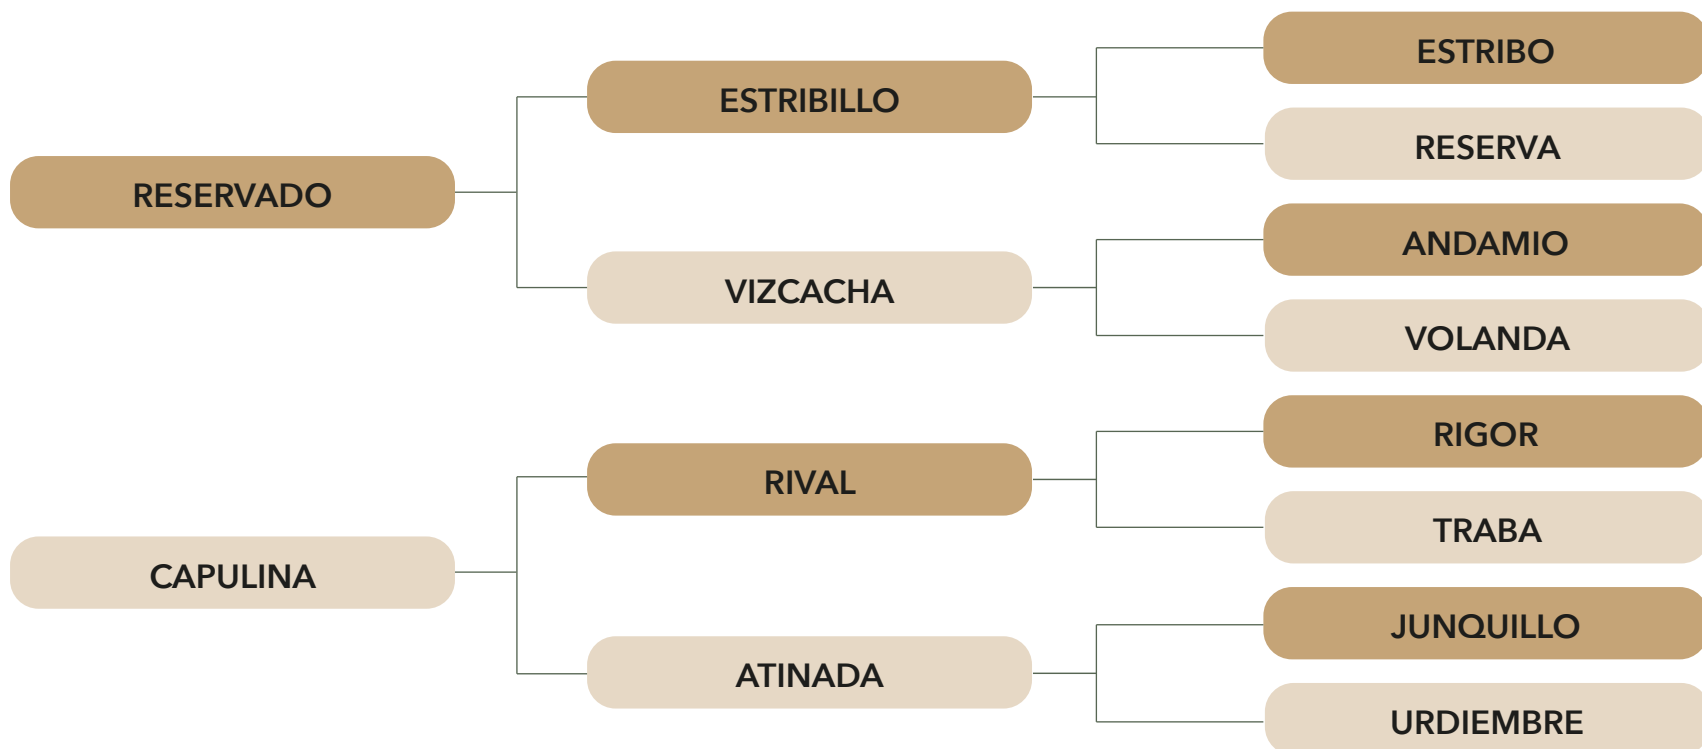 ESTRIBO
ESTRIBILLO
RESERVA
RESERVADO
ANDAMIO
VIZCACHA
VOLANDA
RIGOR
RIVAL
TRABA
CAPULINA
JUNQUILLO
ATINADA
URDIEMBRE